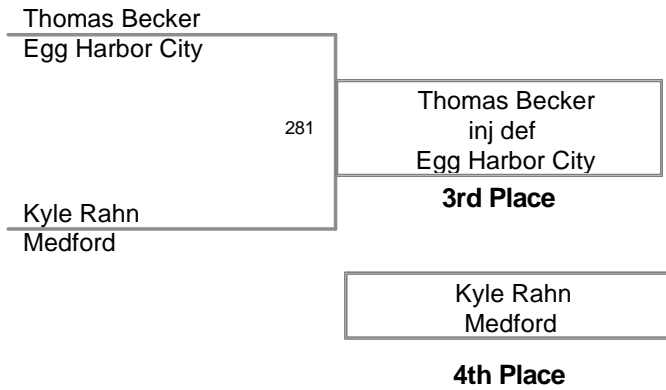 Thomas Becker
Egg Harbor City
281
Thomas Becker
inj def
Egg Harbor City
3rd Place
Kyle Rahn
Medford
Kyle Rahn
Medford
4th Place